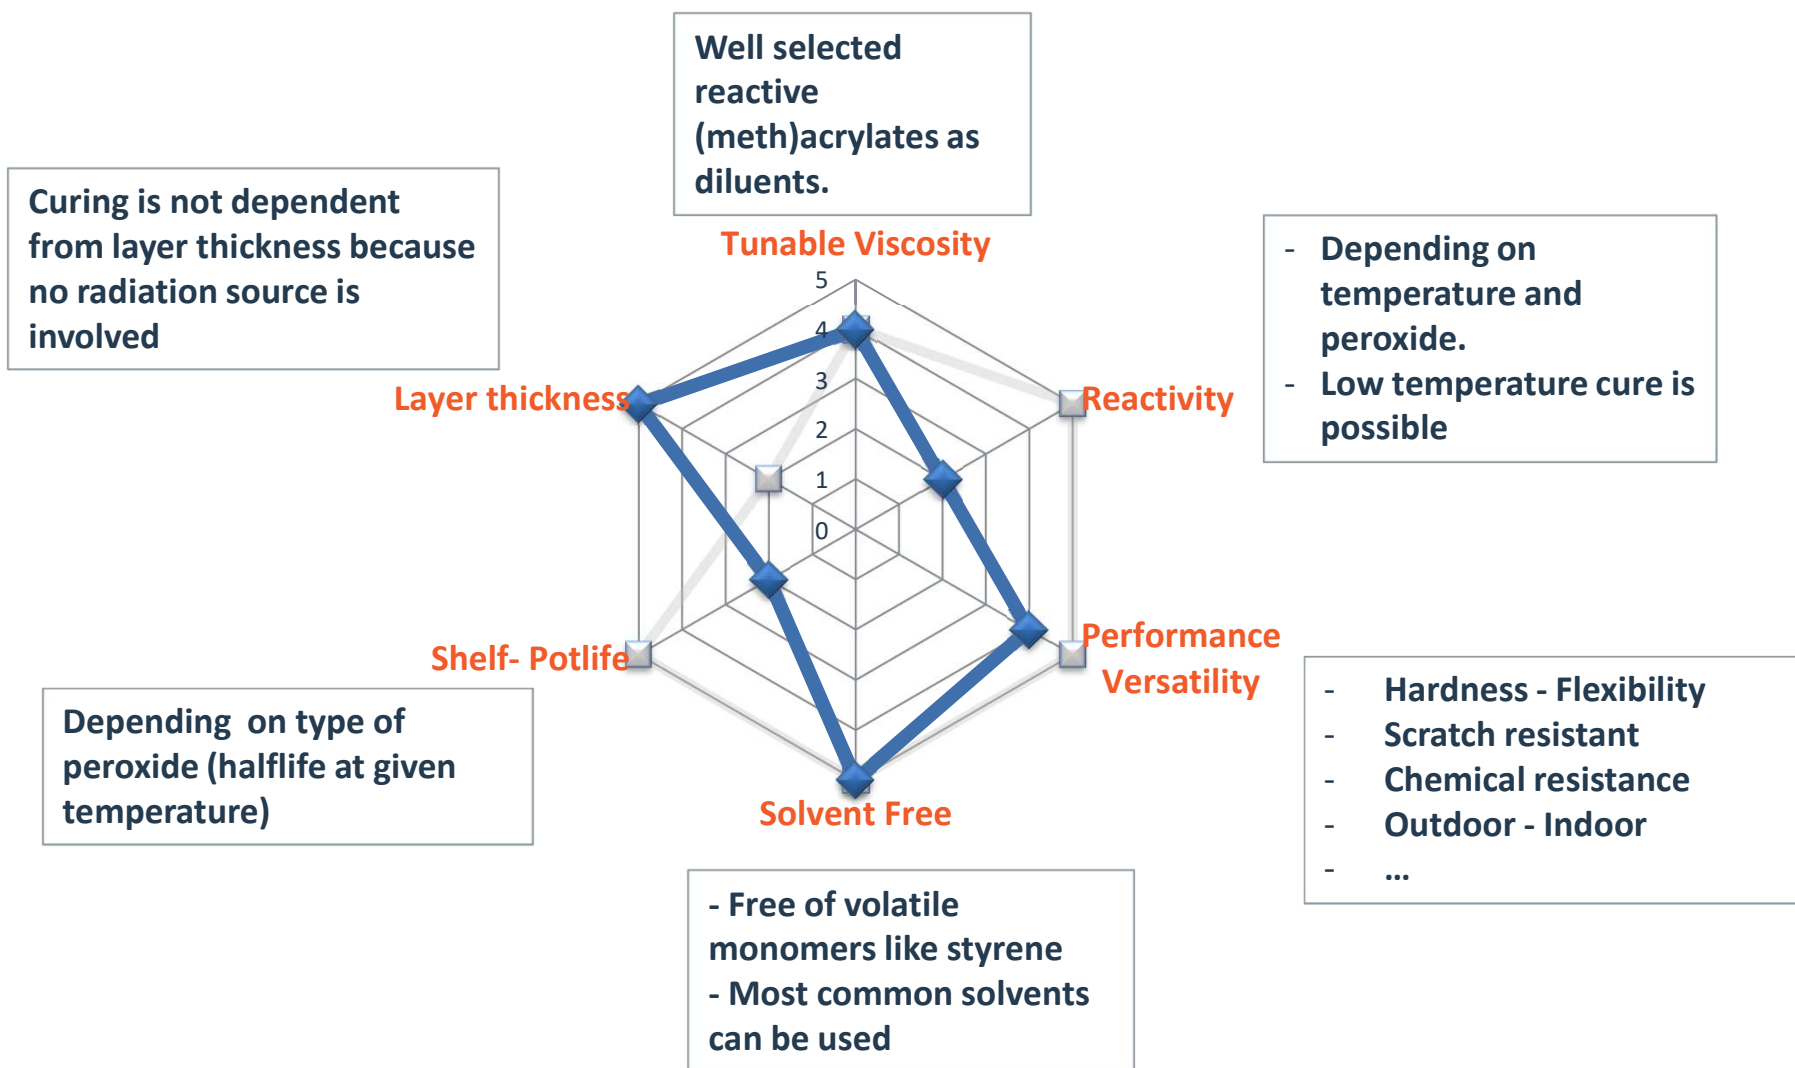 Well selected
reactive
(meth)acrylates as
diluents.
Curing is not dependent
from layer thickness because
no radiation source is
involved
Tunable Viscosity
- Depending on
temperature and
peroxide.
- Low temperature cure is
possible
5
4
3
2
1
0
Layer thickness
Reactivity
Shelf- Potlife
Performance
Versatility
Depending  on type of
peroxide (halflife at given
temperature)
Solvent Free
- Hardness - Flexibility
- Scratch resistant
- Chemical resistance
- Outdoor - Indoor
- ...
- Free of volatile
monomers like styrene
- Most common solvents
can be used